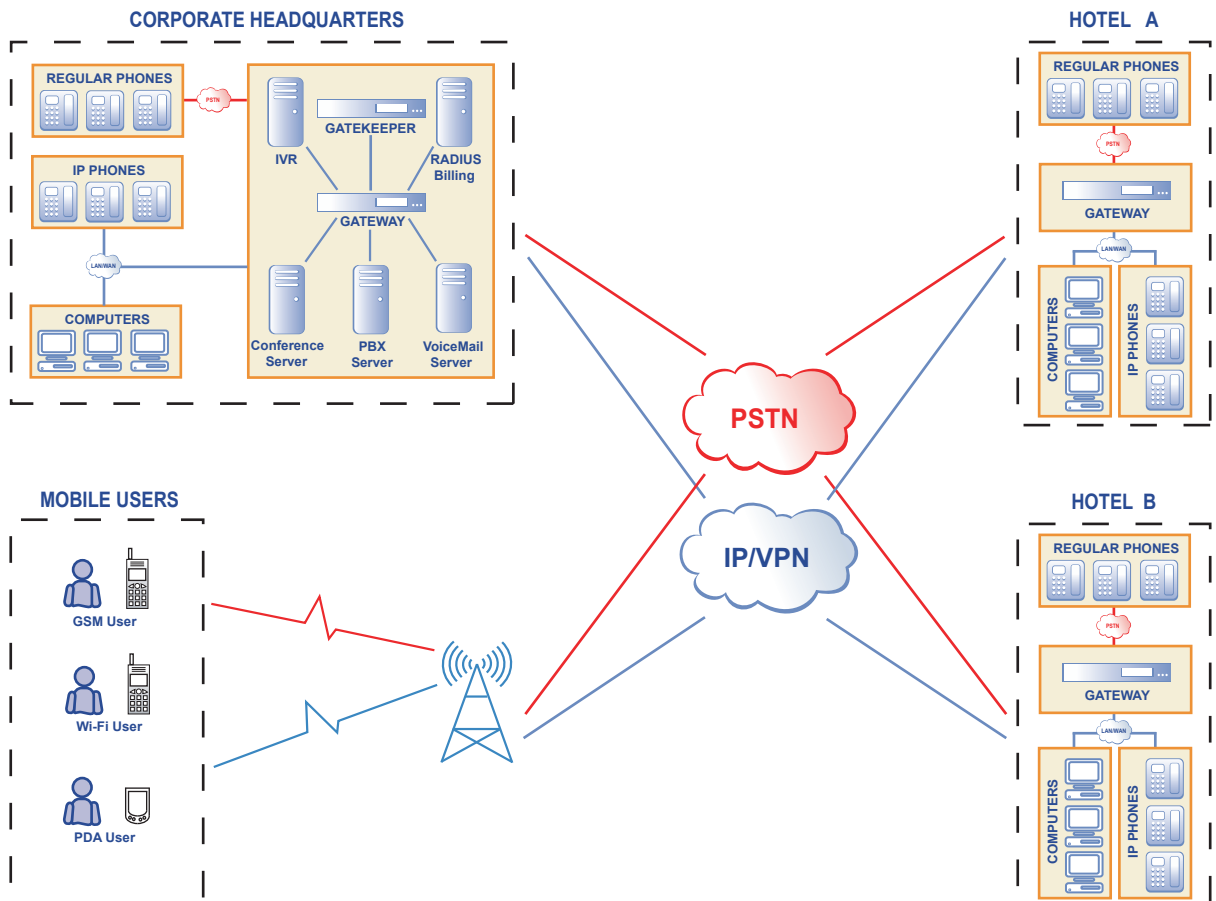 CORPORATE HEADQUARTERS
REGULAR PHONES
PSTN
IP PHONES
LAN/WAN
COMPUTERS
IVR
GATEKEEPER
RADIUS
Billing
GATEWAY
Conference
Server
PBX
Server
VoiceMail
Server
HOTEL A
REGULAR PHONES
PSTN
GATEWAY
LAN/WAN
COMPUTERS
IP PHONES
PSTN
IP/VPN
MOBILE USERS
GSM User
Wi-Fi User
PDA User
HOTEL B
REGULAR PHONES
PSTN
GATEWAY
LAN/WAN
COMPUTERS
IP PHONES